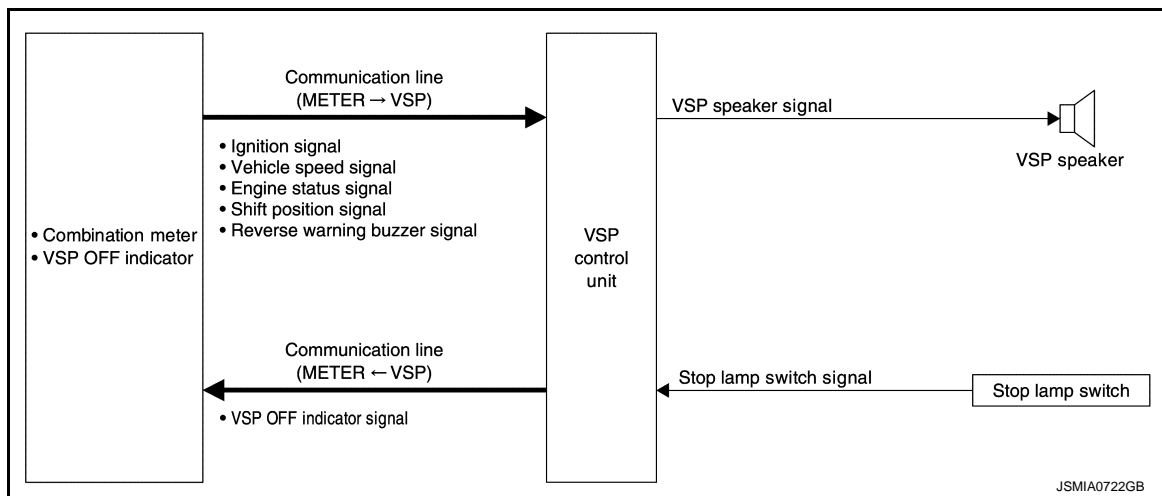 • Combination meter
• VSP OFF indicator
Communication line
(METER → VSP)
• Ignition signal
• Vehicle speed signal
• Engine status signal
• Shift position signal
• Reverse warning buzzer signal
Communication line
(METER ← VSP)
• VSP OFF indicator signal
VSP
control
unit
VSP speaker signal
VSP speaker
Stop lamp switch signal
Stop lamp switch
JSMIA0722GB